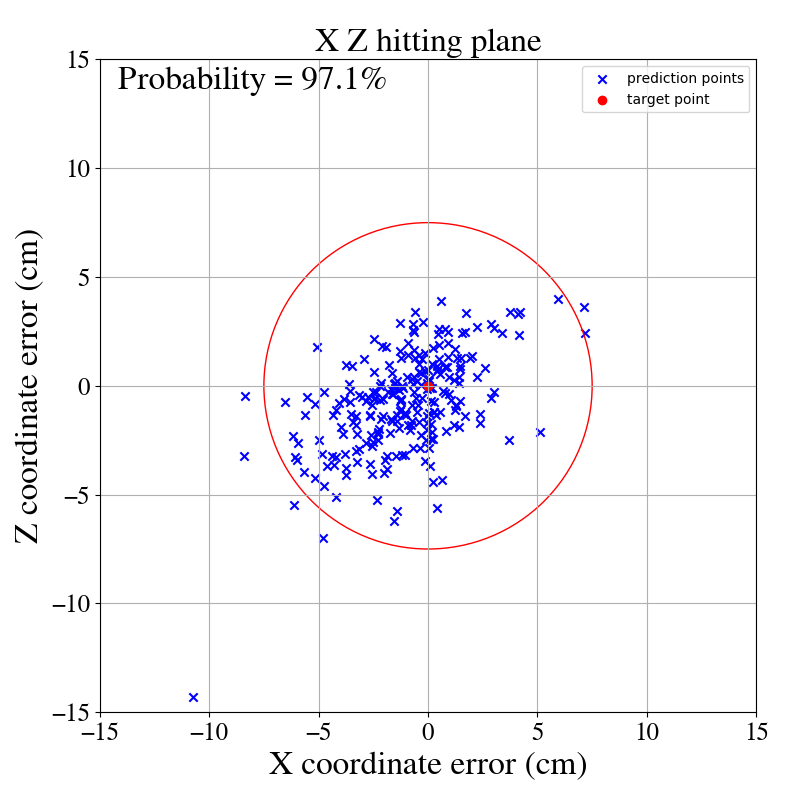 X Z hitting plane
Probability = 97.1%
prediction points
target point
15
10
5
0
−5
−10
−15
−15
−10
−5
0
5
10
15
Z coordinate error (cm)
X coordinate error (cm)